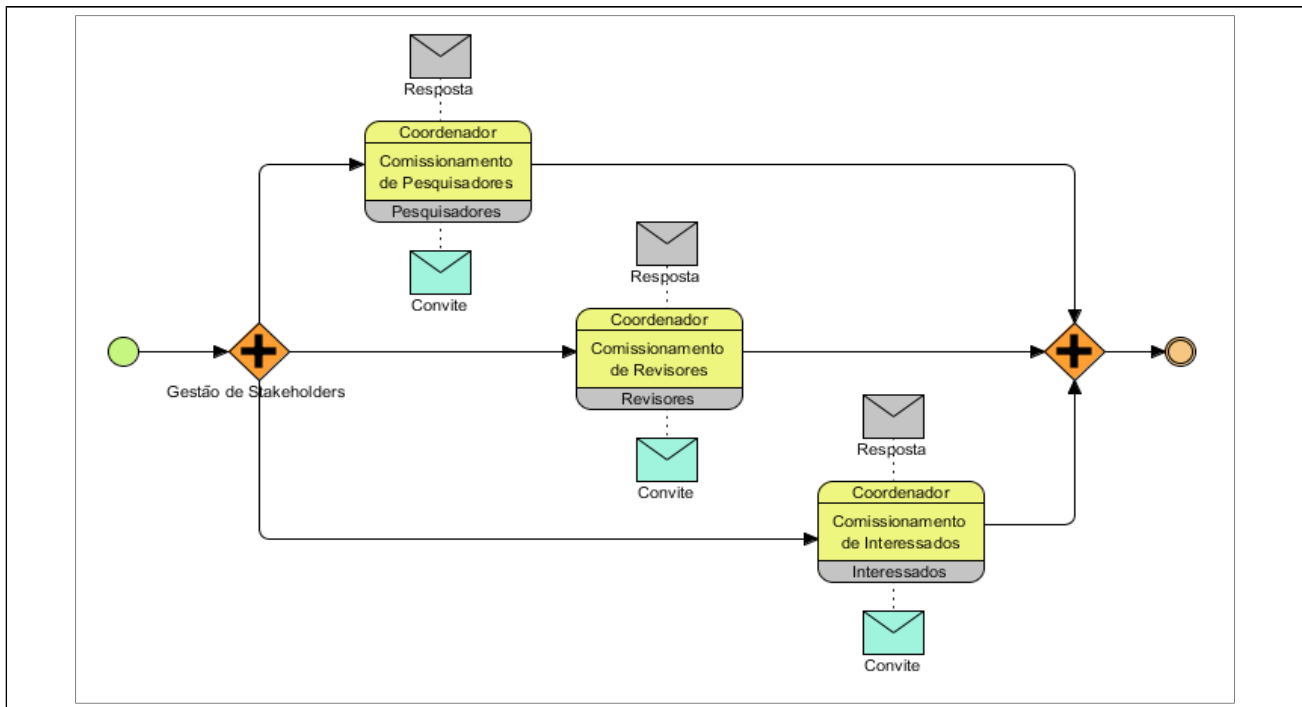 Resposta
Coordenador
Comissionamento
de Pesquisadores
Pesquisadores
Convite
Resposta
Coordenador
Comissionamento
de Revisores
Revisores
Convite
Gestão de Stakeholders
Resposta
Coordenador
Comissionamento
de Interessados
Interessados
Convite